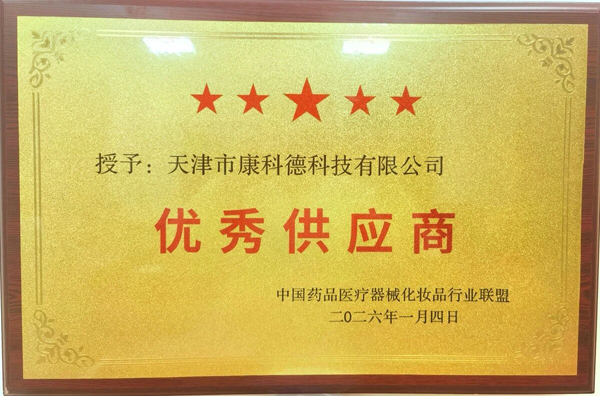 授予：天津市康科德科技有限公司
优秀供应商
中国药品医疗器械化妆品行业联盟
二0二六年一月四日